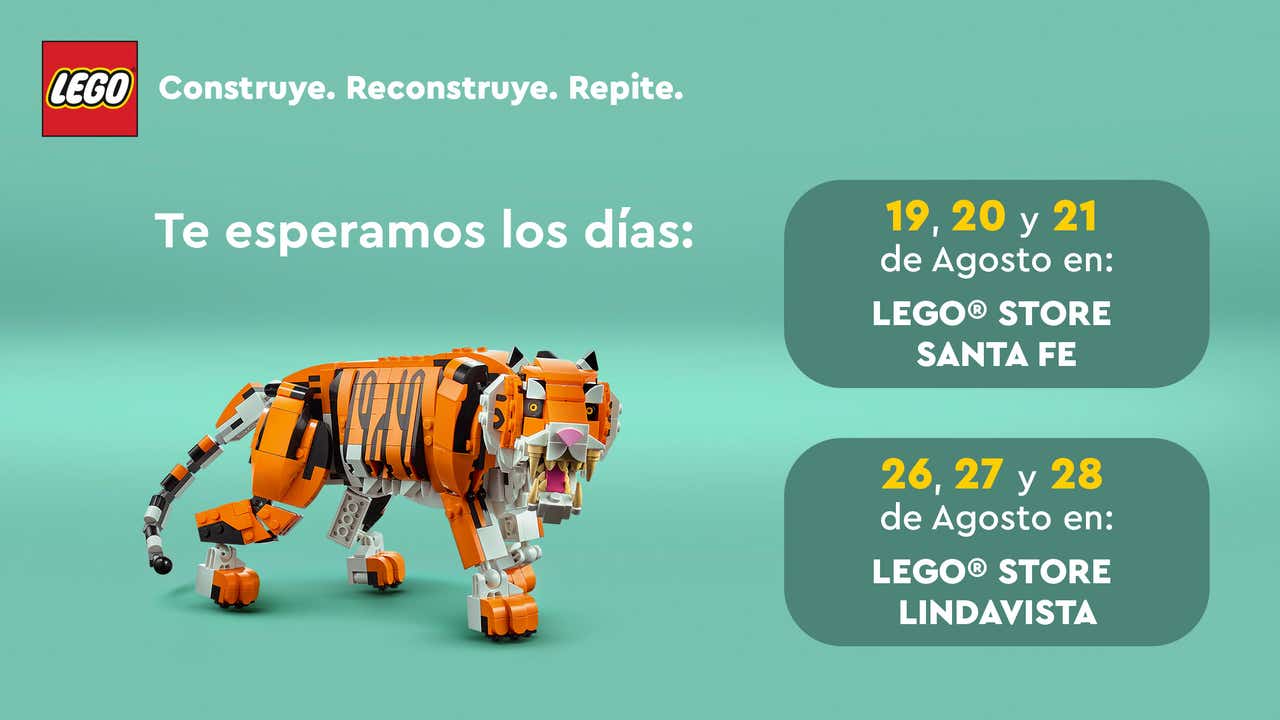 LEGO
Construye. Reconstruye. Repite.
Te esperamos los días:
19, 20 y 21
de Agosto en:
LEGO® STORE
SANTA FE
26, 27 y 28
de Agosto en:
LEGO® STORE
LINDAVISTA